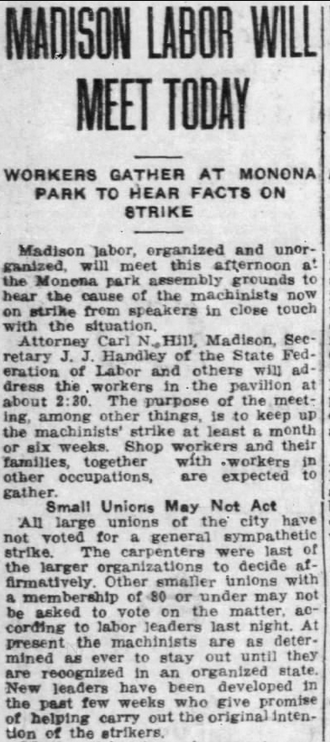 MADISON LABOR WILL
MEET TODAY
WORKERS GATHER AT MONONA
PARK TO HEAR FACTS ON
STRIKE
Madison labor, organized and unor-
ganized, will meet this afternoon at
the Monona park assembly grounds to
hear the cause of the machinists now
on strike from speakers in close touch
with the situation.
Attorney Carl N. Hill, Madison, Sec-
retary J. J. Handley of the State Fed-
eration of Labor and others will ad-
dress the workers in the pavilion at
about 2:30. The purpose of the meet-
ing, among other things, is to keep up
the machinists' strike at least a month
or six weeks. Shop workers and their
families, together with workers in
other occupations, are expected to
gather.
Small Unions May Not Act
All large unions of the city have
not voted for a general sympathetic
strike. The carpenters were last of
the larger organizations to decide af-
firmatively. Other smaller unions with
a membership of 80 or under may not
be asked to vote on the matter, ac-
cording to labor leaders last night. At
present the machinists are as deter-
mined as ever to stay out until they
are recognized in an organized state.
New leaders have been developed in
the past few weeks who give promise
of helping carry out the original inten-
tion of the strikers.